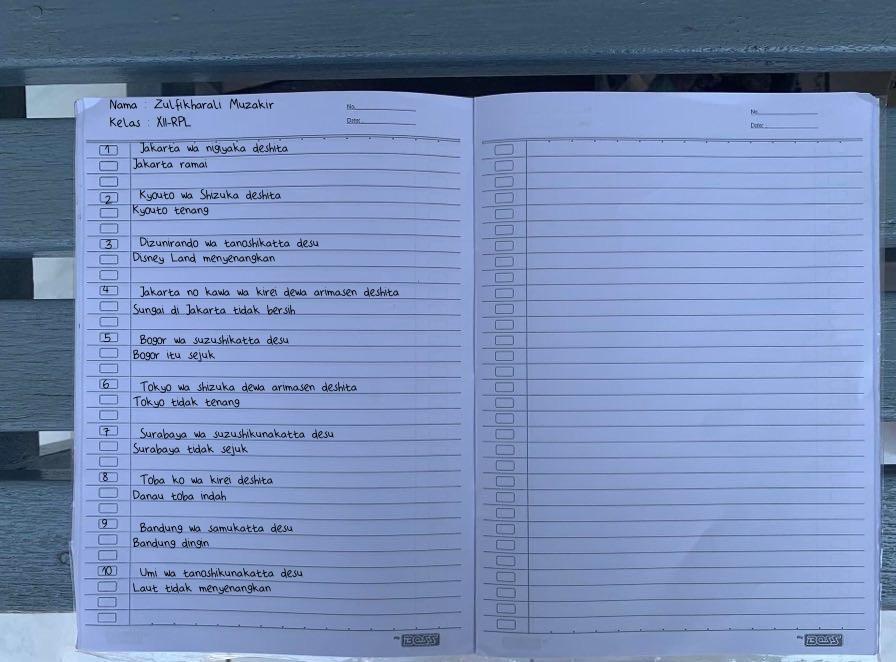 Nama : Zulfikharali Muzakir
Kelas : XII-RPL
No.
Date:
1 Jakarta wa nigiyaka deshita
Jakarta ramai
2 Kyouto wa Shizuka deshita
Kyouto tenang
3 Dizunirando wa tanoshikatta desu
Disney Land menyenangkan
4 Jakarta no kawa wa kirei dewa arimasen deshita
Sungai di Jakarta tidak bersih
5 Bogor wa suzushikatta desu
Bogor itu sejuk
6 Tokyo wa shizuka dewa arimasen deshita
Tokyo tidak tenang
7 Surabaya wa suzushikunakatta desu
Surabaya tidak sejuk
8 Toba ko wa kirei deshita
Danau toba indah
9 Bandung wa samukatta desu
Bandung dingin
10 Umi wa tanoshikunakatta desu
Laut tidak menyenangkan
BOSS
No.
Date:
BOSS